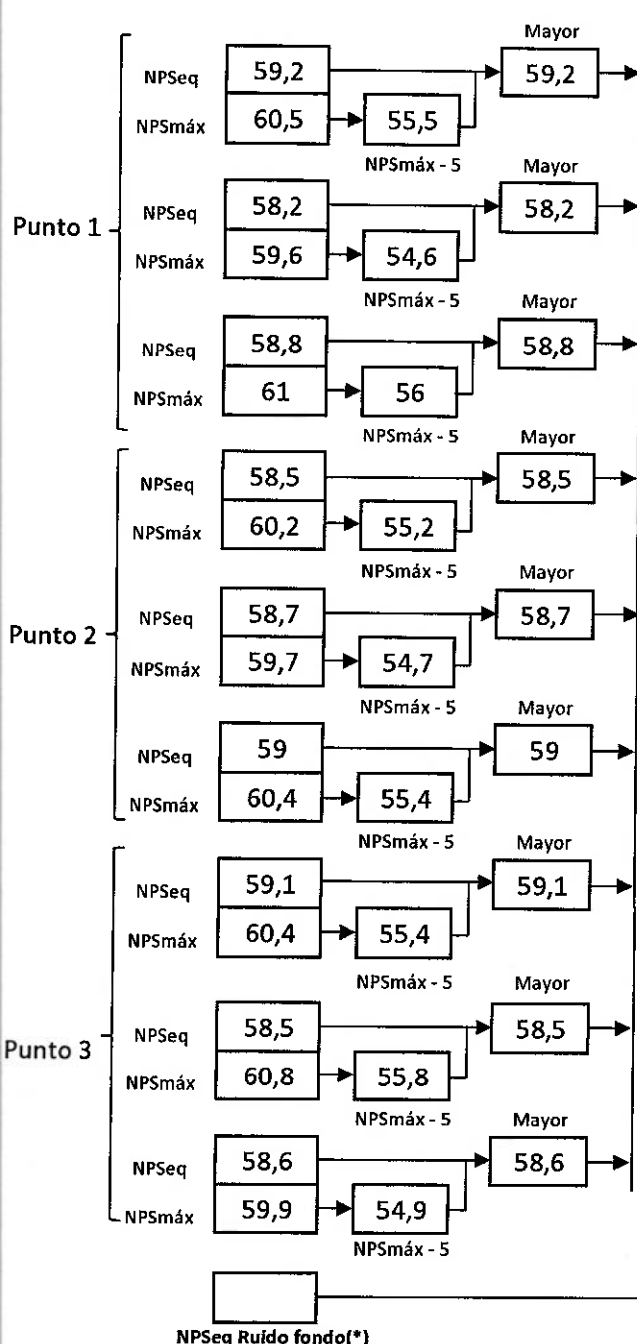 Mayor
NPSeq 59,2 59,2
NPSmáx 60,5 55,5
NPSmáx - 5
Mayor
Punto 1
NPSeq 58,2 58,2
NPSmáx 59,6 54,6
NPSmáx - 5
Mayor
NPSeq 58,8 58,8
NPSmáx 61 56
NPSmáx - 5
Mayor
NPSeq 58,5 58,5
NPSmáx 60,2 55,2
NPSmáx - 5
Mayor
Punto 2
NPSeq 58,7 58,7
NPSmáx 59,7 54,7
NPSmáx - 5
Mayor
NPSeq 59 59
NPSmáx 60,4 55,4
NPSmáx - 5
Mayor
NPSeq 59,1 59,1
NPSmáx 60,4 55,4
NPSmáx - 5
Mayor
Punto 3
NPSeq 58,5 58,5
NPSmáx 60,8 55,8
NPSmáx - 5
Mayor
NPSeq 58,6 58,6
NPSmáx 59,9 54,9
NPSmáx - 5
NPSeq Ruido fondo(*)